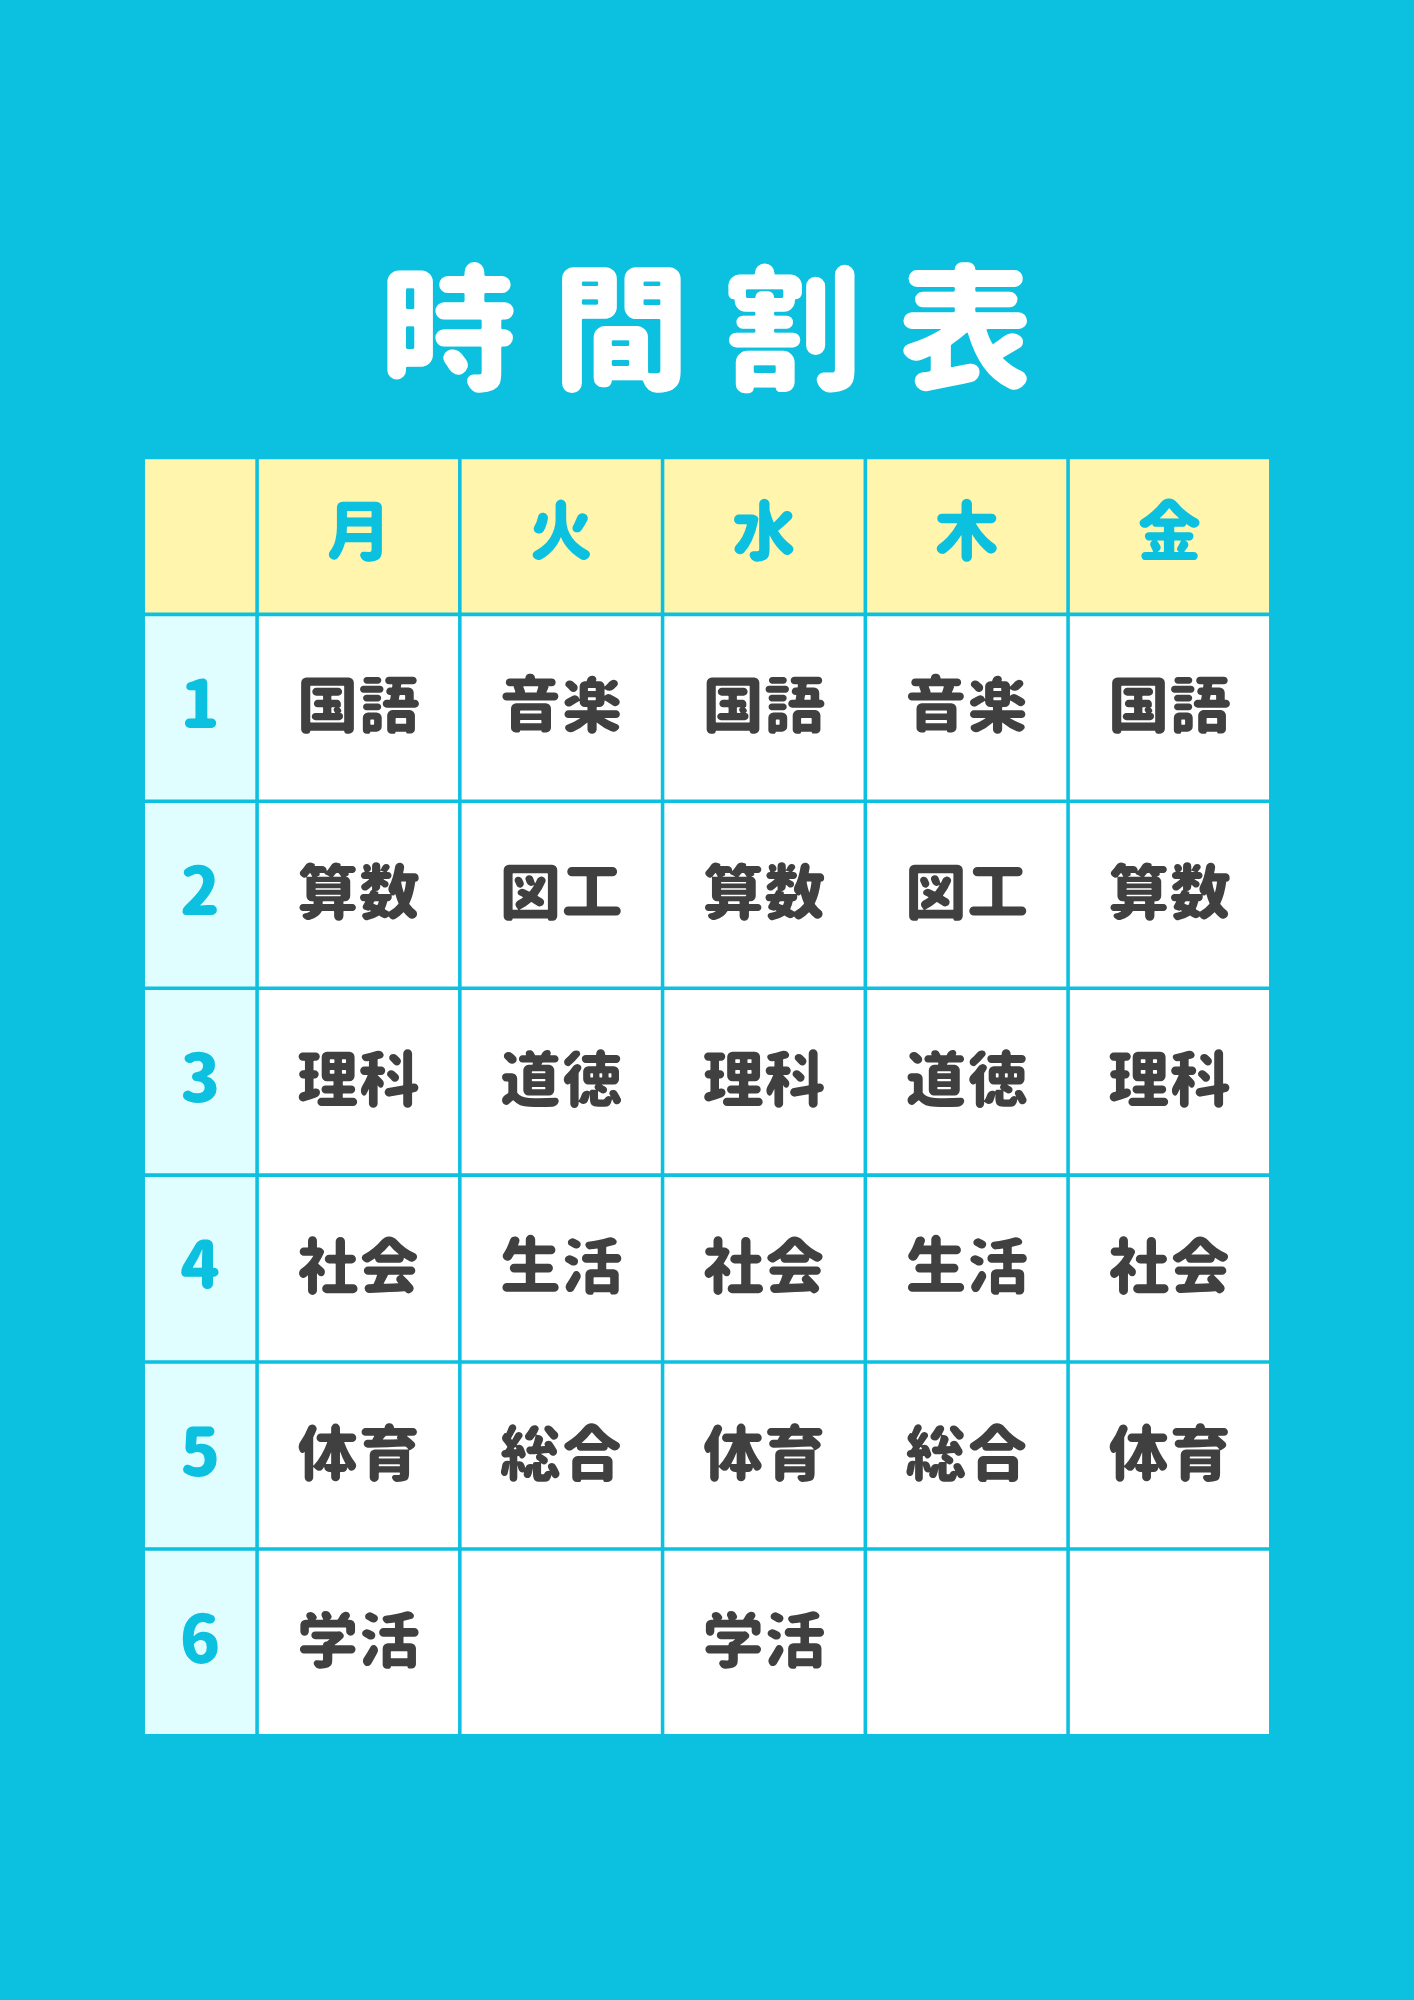 時間割表
月 火 水 木 金
1 国語 音楽 国語 音楽 国語
2 算数 図工 算数 図工 算数
3 理科 道徳 理科 道徳 理科
4 社会 生活 社会 生活 社会
5 体育 総合 体育 総合 体育
6 学活 学活